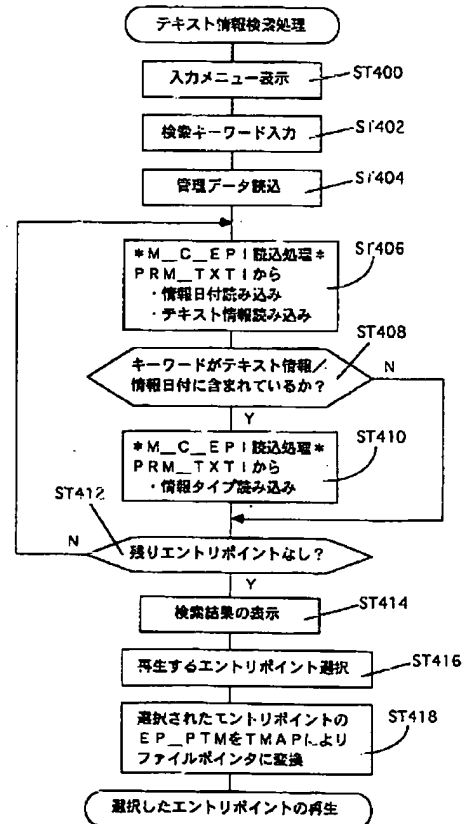 テキスト情報検索処理
入力メニュー表示
ST400
検索キーワード入力
ST402
管理データ読込
ST404
*M__C__EPI読込処理*
PRM__TXTIから
・情報日付読み込み
・テキスト情報読み込み
ST406
ST408
キーワードがテキスト情報/
情報日付に含まれているか?
N
Y
*M__C__EPI読込処理*
PRM__TXTIから
・情報タイプ読み込み
ST410
ST412
N
残りエントリポイントなし?
Y
検索結果の表示
ST414
再生するエントリポイント選択
ST416
選択されたエントリポイントの
EP__PTMをTMAPにより
ファイルポインタに変換
ST418
選択したエントリポイントの再生